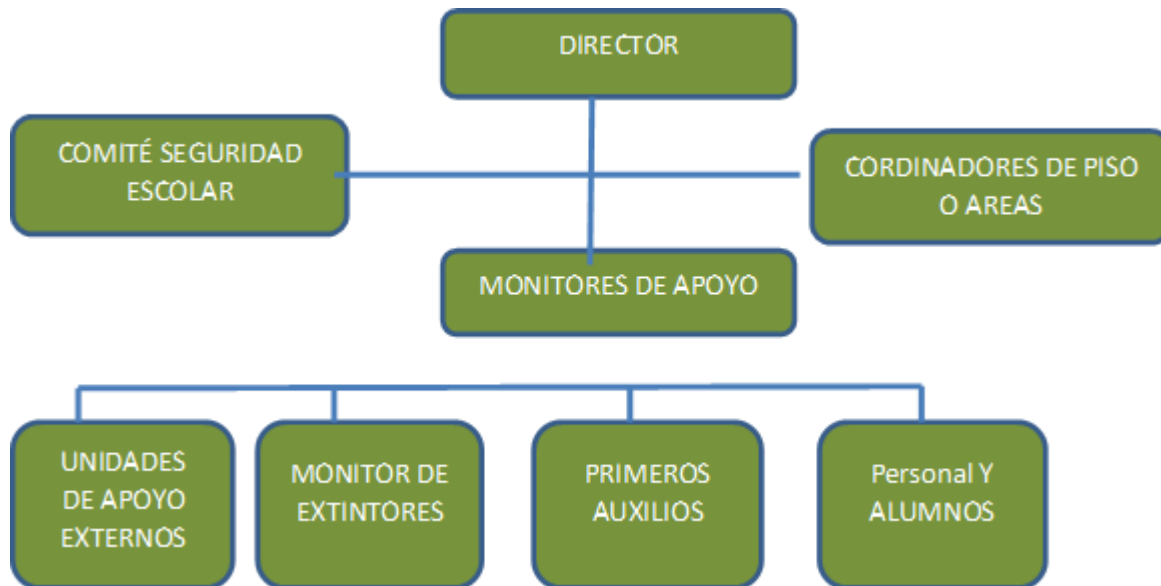 DIRECTOR
COMITÉ SEGURIDAD
ESCOLAR
CORDINADORES DE PISO
O AREAS
MONITORES DE APOYO
UNIDADES
DE APOYO
EXTERNOS
MONITOR DE
EXTINTORES
PRIMEROS
AUXILIOS
Personal Y
ALUMNOS